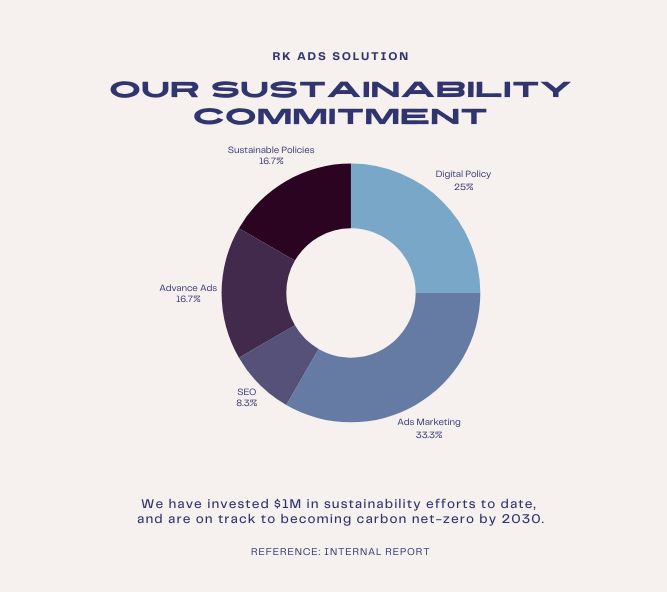 RK ADS SOLUTION
OUR SUSTAINABILITY
COMMITMENT
Sustainable Policies
16.7%
Digital Policy
25%
Advance Ads
16.7%
SEO
8.3%
Ads Marketing
33.3%
We have invested $1M in sustainability efforts to date,
and are on track to becoming carbon net-zero by 2030.
REFERENCE: INTERNAL REPORT